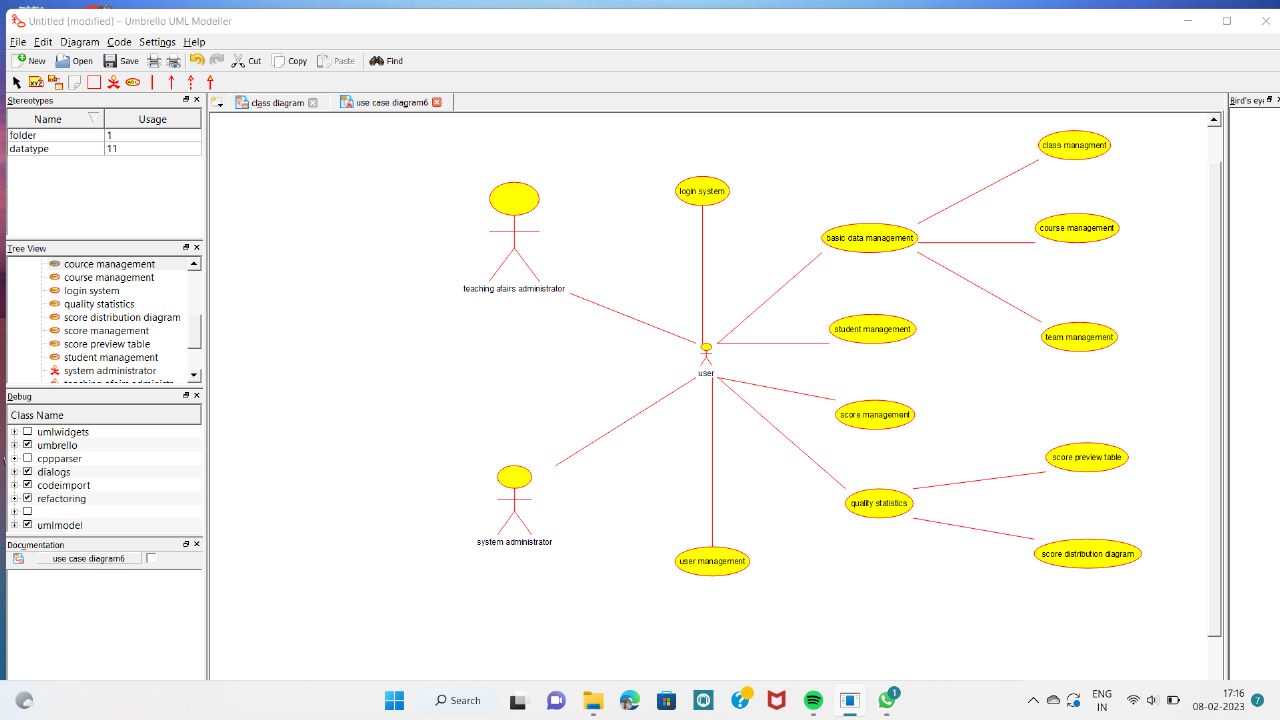 Untitled [modified] – Umbrello UML Modeller
File Edit Diagram Code Settings Help
New Open Save Cut Copy Paste Find
Stereotypes
Name Usage
folder 1
datatype 11
Tree View
cource management
course management
login system
quality statistics
score distribution diagram
score management
score preview table
student management
system administrator
Debug
Class Name
umlwidgets
umbrello
cppparser
dialogs
codeimport
refactoring
umlmodel
Documentation
use case diagram6
class diagram use case diagram6
Bird's ey
class managment
login system
course management
basic data management
teaching afairs administrator
student management
team management
user
score management
score preview table
quality statistics
system administrator
score distribution diagram
user management
Search
1
ENG
IN
17:16
08-02-2023
7